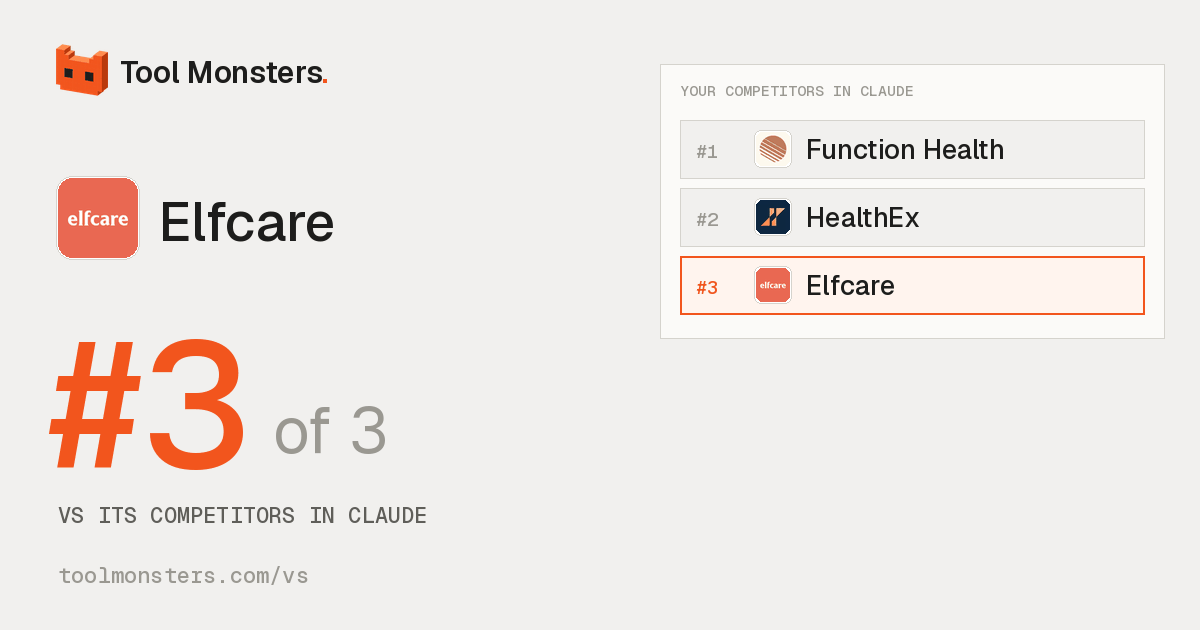 Tool Monsters.
elfcare
Elfcare
#3 of 3
VS ITS COMPETITORS IN CLAUDE
toolmonsters.com/vs
YOUR COMPETITORS IN CLAUDE
#1 Function Health
#2 HealthEx
#3 elfcare Elfcare